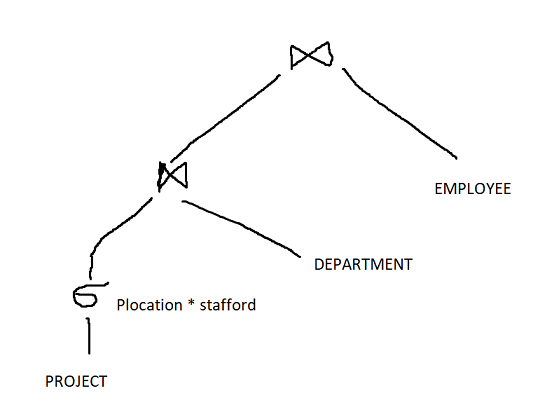 ⋈
EMPLOYEE
⋈
DEPARTMENT
σ Plocation * stafford
PROJECT